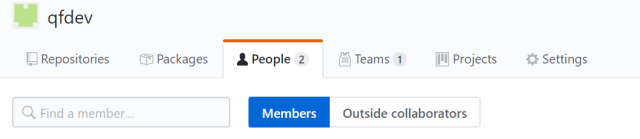 qfdev
Repositories Packages People 2 Teams 1 Projects Settings
Find a member... Members Outside collaborators